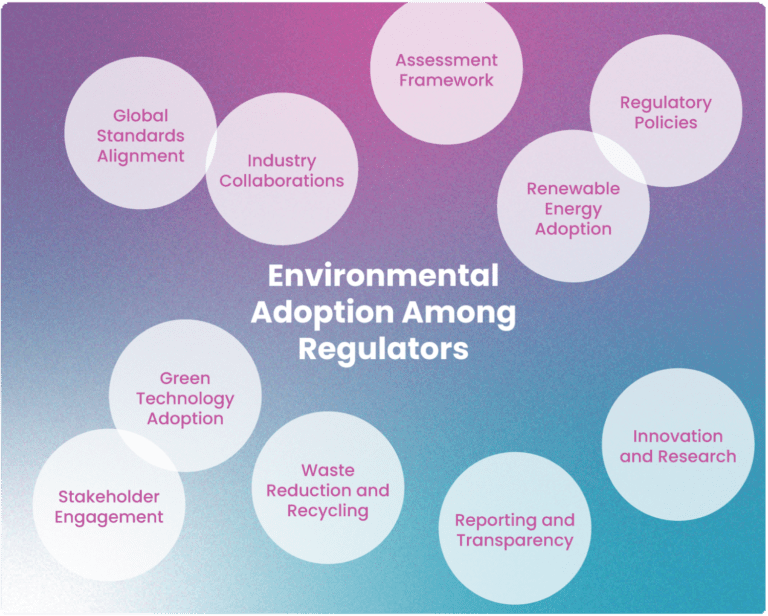 Assessment
Framework
Regulatory
Policies
Global
Standards
Alignment
Industry
Collaborations
Renewable
Energy
Adoption
Environmental
Adoption Among
Regulators
Green
Technology
Adoption
Innovation
and Research
Waste
Reduction and
Recycling
Stakeholder
Engagement
Reporting and
Transparency